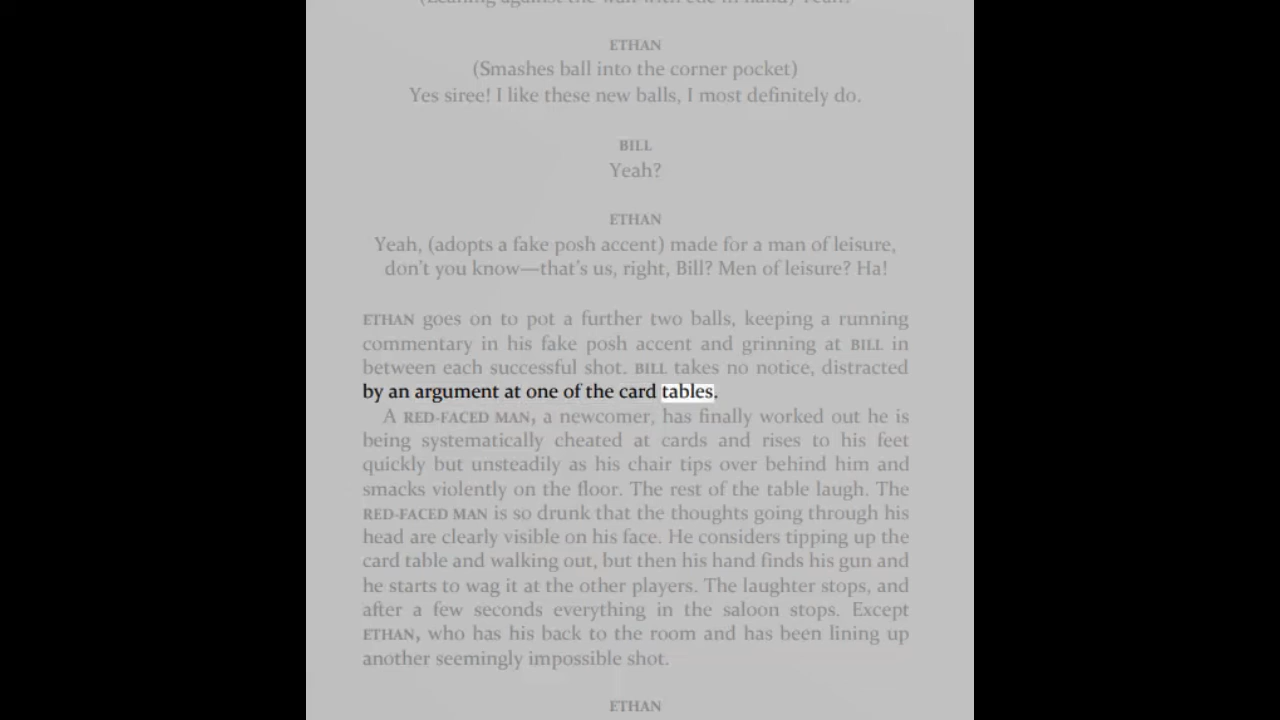 (Leaning against the wall with cue in hand) Yeah?
ETHAN
(Smashes ball into the corner pocket)
Yes siree! I like these new balls, I most definitely do.
BILL
Yeah?
ETHAN
Yeah, (adopts a fake posh accent) made for a man of leisure,
don't you know—that's us, right, Bill? Men of leisure? Ha!
ETHAN goes on to pot a further two balls, keeping a running
commentary in his fake posh accent and grinning at BILL in
between each successful shot. BILL takes no notice, distracted
by an argument at one of the card tables.
A RED-FACED MAN, a newcomer, has finally worked out he is
being systematically cheated at cards and rises to his feet
quickly but unsteadily as his chair tips over behind him and
smacks violently on the floor. The rest of the table laugh. The
RED-FACED MAN is so drunk that the thoughts going through his
head are clearly visible on his face. He considers tipping up the
card table and walking out, but then his hand finds his gun and
he starts to wag it at the other players. The laughter stops, and
after a few seconds everything in the saloon stops. Except
ETHAN, who has his back to the room and has been lining up
another seemingly impossible shot.
ETHAN